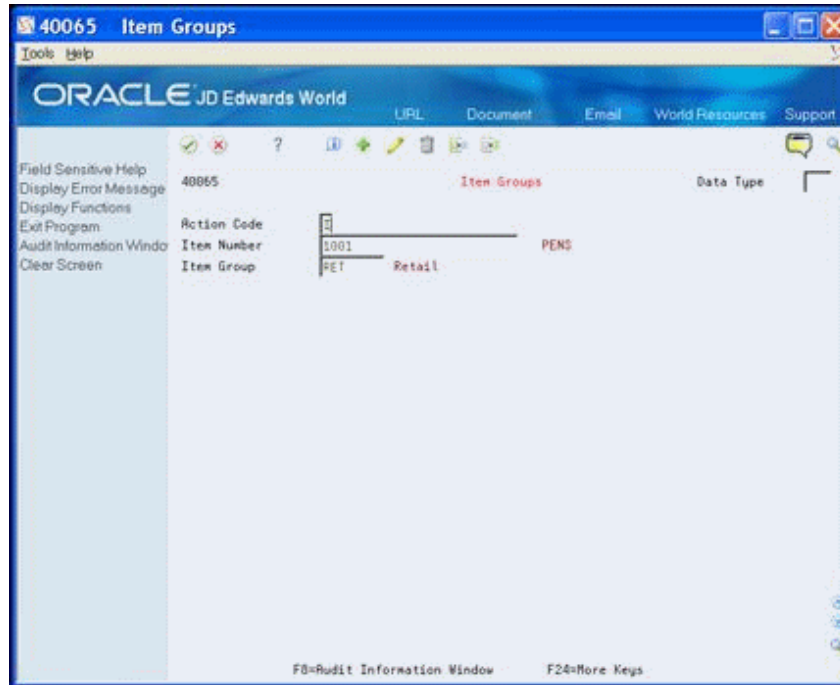 40065 Item Groups
Tools Help
ORACLE JD Edwards World
URL Document Email World Resources Support
?
Field Sensitive Help
Display Error Message
Display Functions
Exit Program
Audit Information Windo
Clear Screen
40065 Item Groups Data Type
Action Code I
Item Number 1001 PENS
Item Group RET Retail
F8=Audit Information Window F24=More Keys